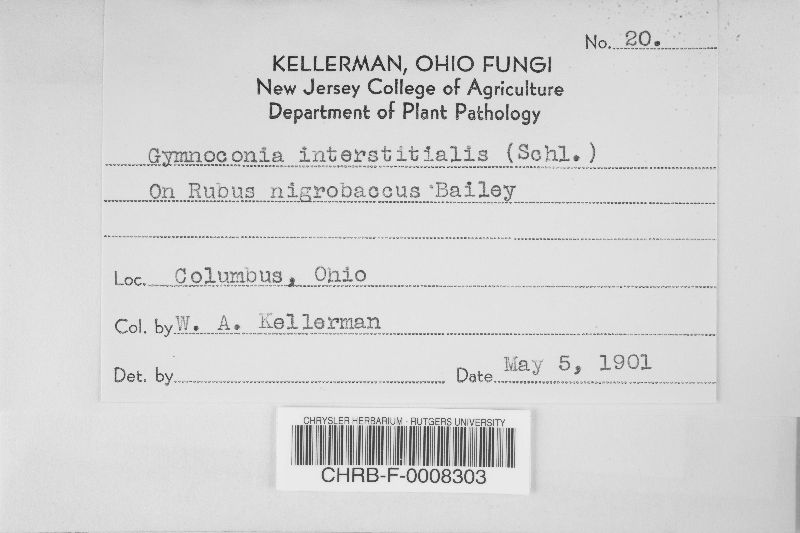 No. 20.
KELLERMAN, OHIO FUNGI
New Jersey College of Agriculture
Department of Plant Pathology
Gymnoconia interstitialis (Schl.)
On Rubus nigrobaccus Bailey
Loc. Columbus, Ohio
Col. by W. A. Kellerman
Det. by
Date May 5, 1901
CHRYSLER HERBARIUM - RUTGERS UNIVERSITY
CHRB-F-0008303